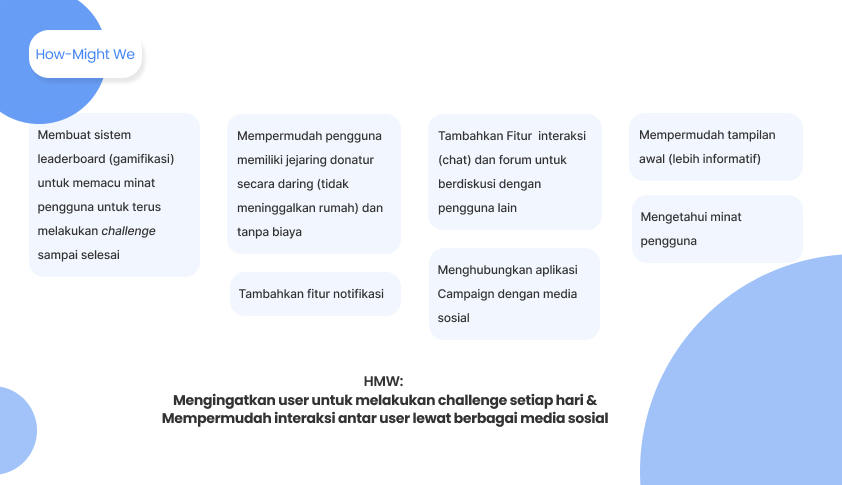 How-Might We
Membuat sistem
leaderboard (gamifikasi)
untuk memacu minat
pengguna untuk terus
melakukan challenge
sampai selesai
Mempermudah pengguna
memiliki jejaring donatur
secara daring (tidak
meninggalkan rumah) dan
tanpa biaya
Tambahkan fitur notifikasi
Tambahkan Fitur  interaksi
(chat) dan forum untuk
berdiskusi dengan
pengguna lain
Menghubungkan aplikasi
Campaign dengan media
sosial
Mempermudah tampilan
awal (lebih informatif)
Mengetahui minat
pengguna
HMW:
Mengingatkan user untuk melakukan challenge setiap hari &
Mempermudah interaksi antar user lewat berbagai media sosial